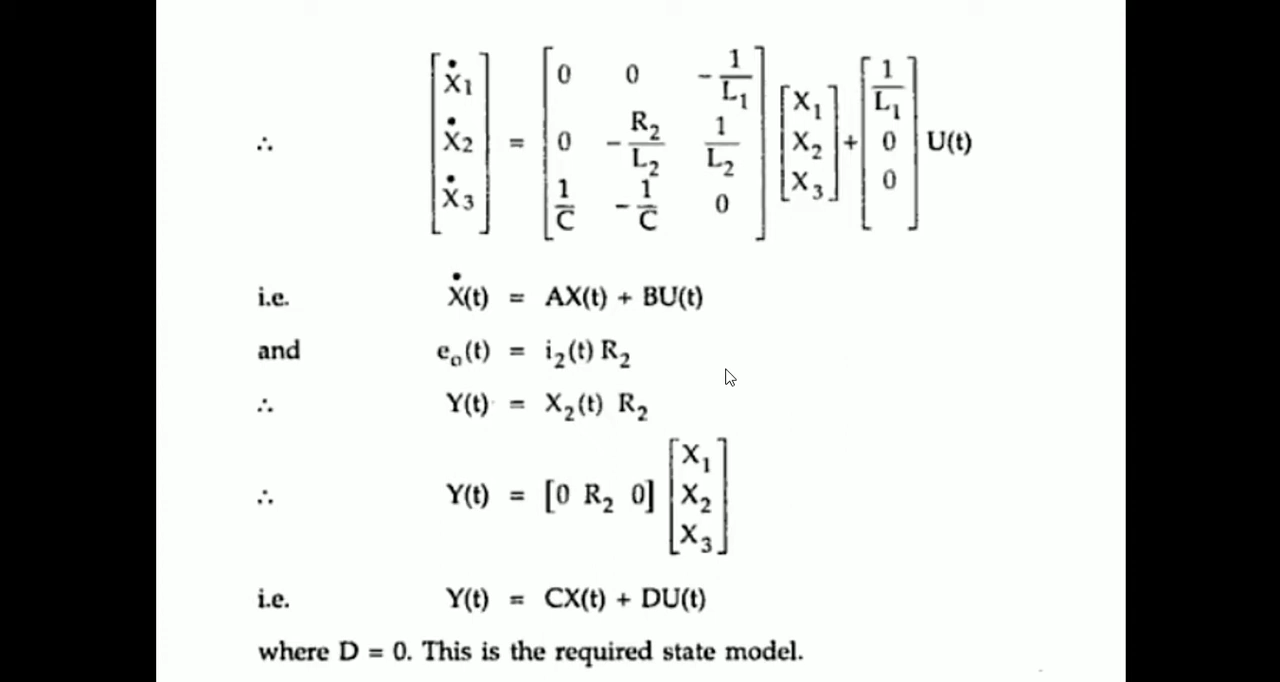 ∴ [Ẋ₁ Ẋ₂ Ẋ₃] = [0 0 -1/L₁; 0 -R₂/L₂ 1/L₂; 1/C -1/C 0] [X₁ X₂ X₃] + [1/L₁ 0 0] U(t)
i.e. Ẋ(t) = AX(t) + BU(t)
and eₒ(t) = i₂(t) R₂
∴ Y(t) = X₂(t) R₂
∴ Y(t) = [0 R₂ 0] [X₁ X₂ X₃]
i.e. Y(t) = CX(t) + DU(t)
where D = 0. This is the required state model.